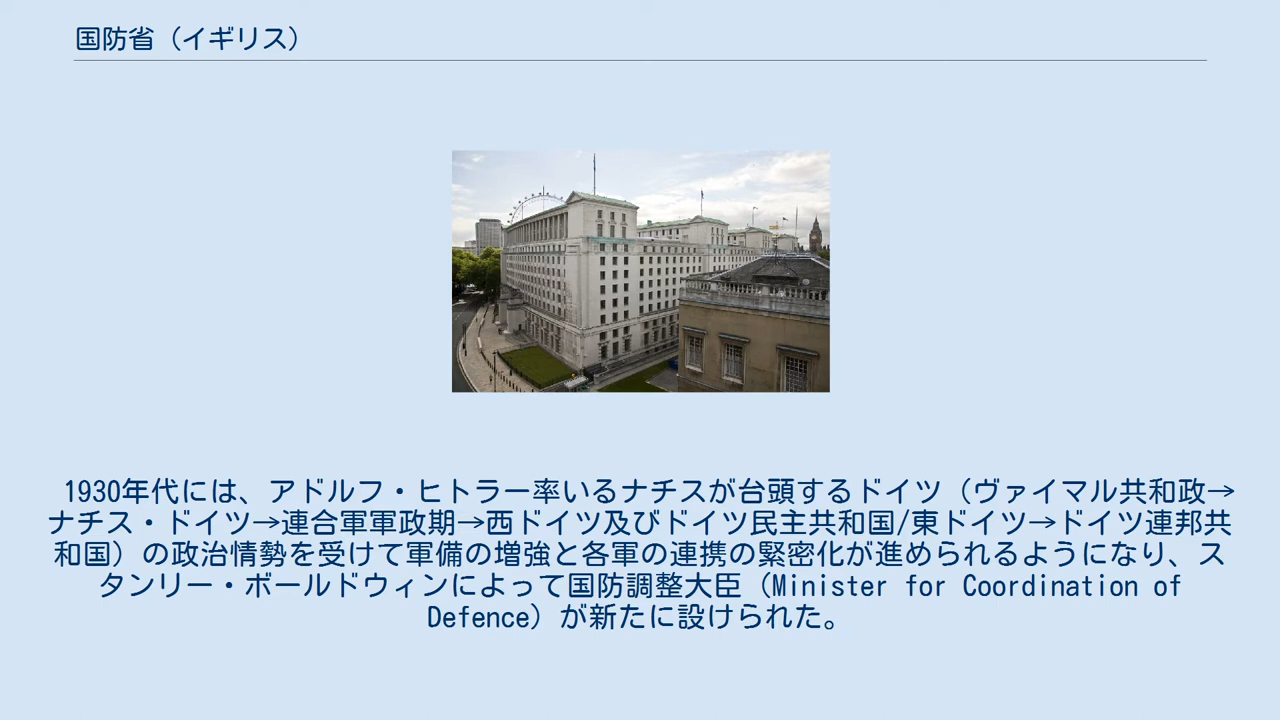 国防省（イギリス）
1930年代には、アドルフ・ヒトラー率いるナチスが台頭するドイツ（ヴァイマル共和政→
ナチス・ドイツ→連合軍軍政期→西ドイツ及びドイツ民主共和国/東ドイツ→ドイツ連邦共
和国）の政治情勢を受けて軍備の増強と各軍の連携の緊密化が進められるようになり、ス
タンリー・ボールドウィンによって国防調整大臣（Minister for Coordination of
Defence）が新たに設けられた。